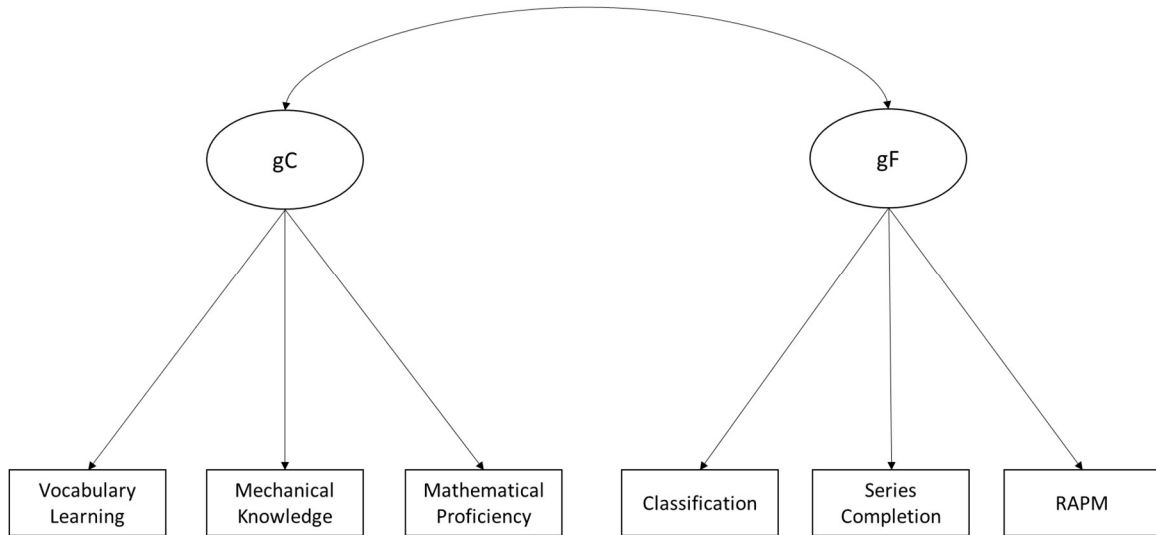 gC
gF
Vocabulary
Learning
Mechanical
Knowledge
Mathematical
Proficiency
Classification
Series
Completion
RAPM